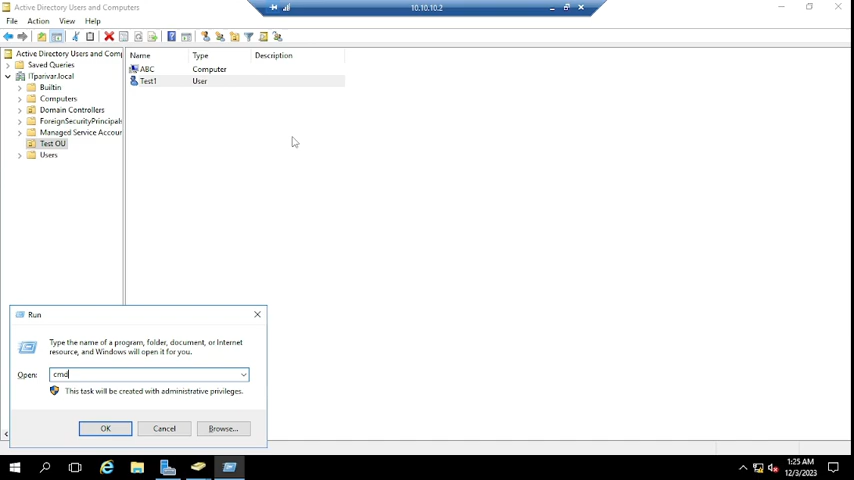 Active Directory Users and Computers
10.10.10.2
File Action View Help
Active Directory Users and Comp
Saved Queries
ITparivar.local
Builtin
Computers
Domain Controllers
ForeignSecurityPrincipals
Managed Service Accour
Test OU
Users
Name Type Description
ABC Computer
Test1 User
Run
Type the name of a program, folder, document, or Internet
resource, and Windows will open it for you.
Open: cmd
This task will be created with administrative privileges.
OK Cancel Browse...
1:25 AM
12/3/2023